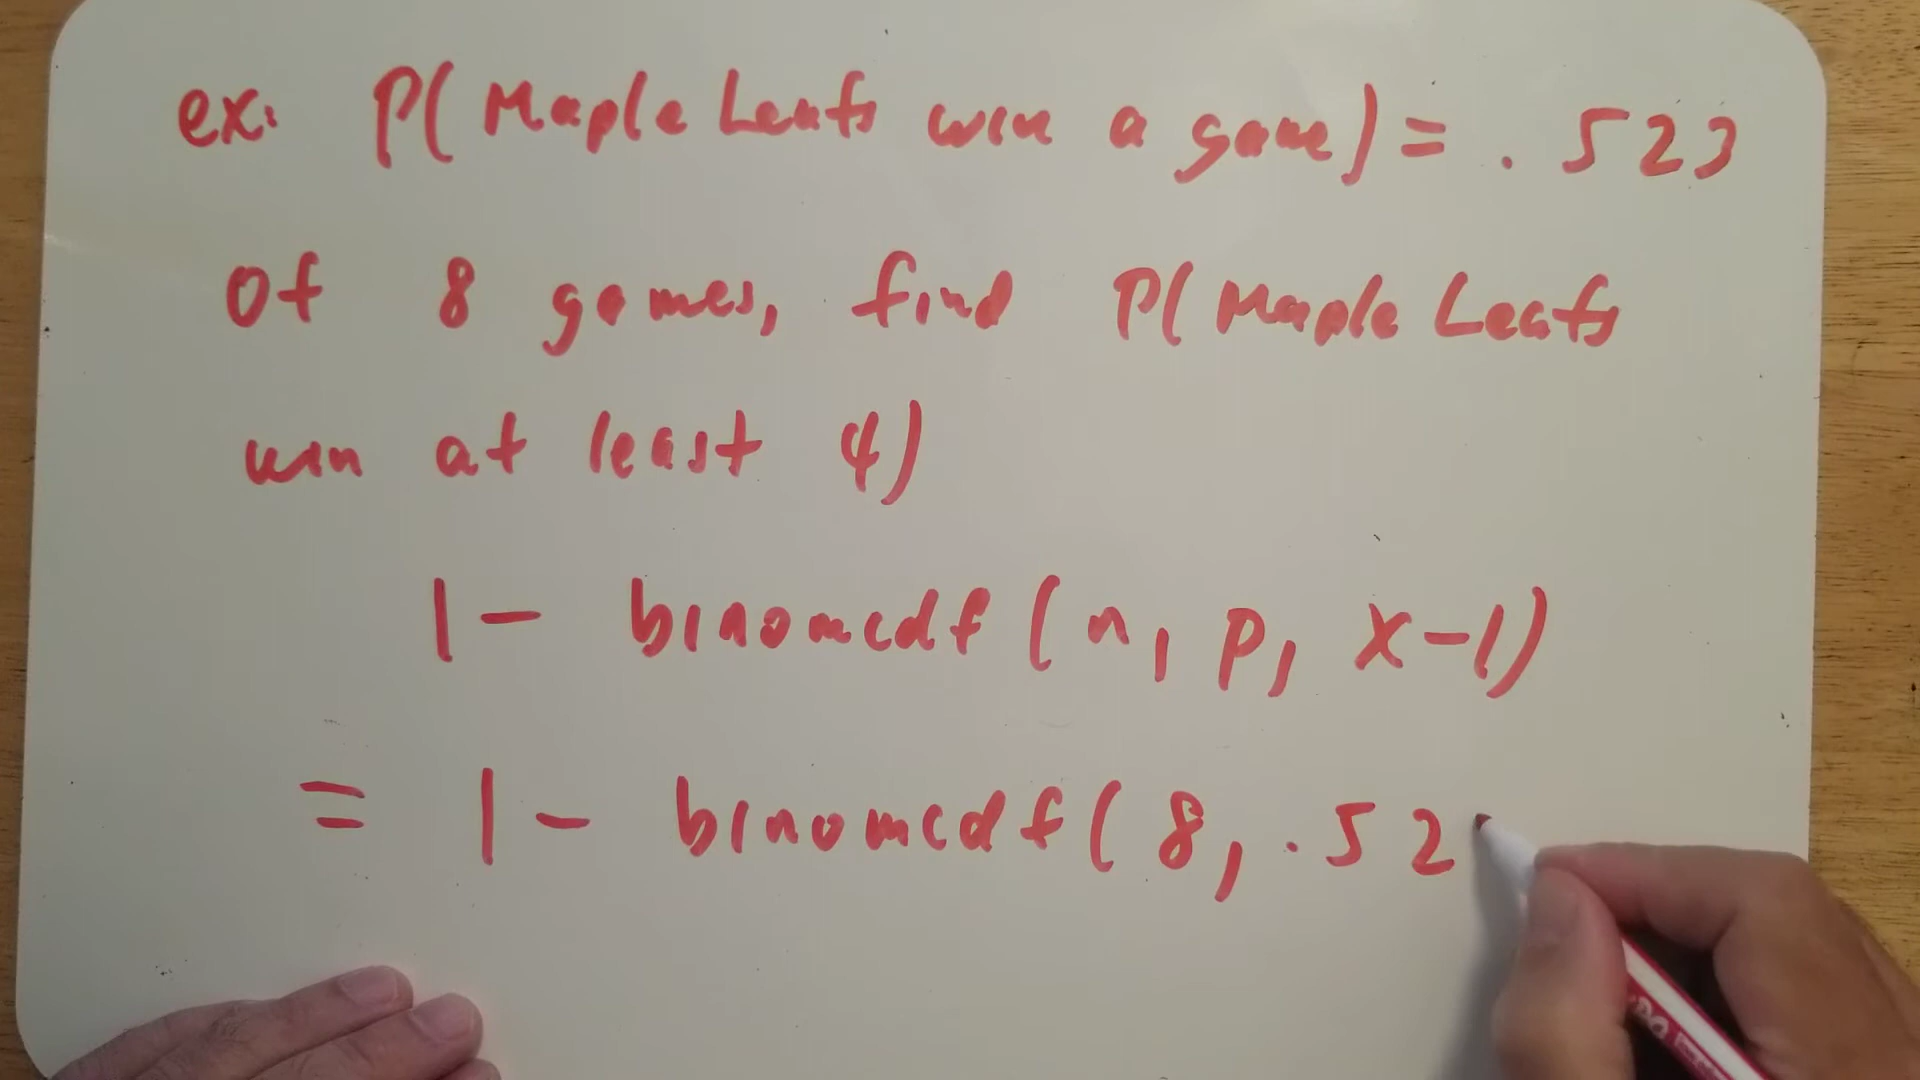 ex: P(Maple Leafs win a game) = .523
Of 8 games, find P(Maple Leafs
win at least 4)
1 - binomcdf(n, p, x-1)
= 1 - binomcdf(8, .52